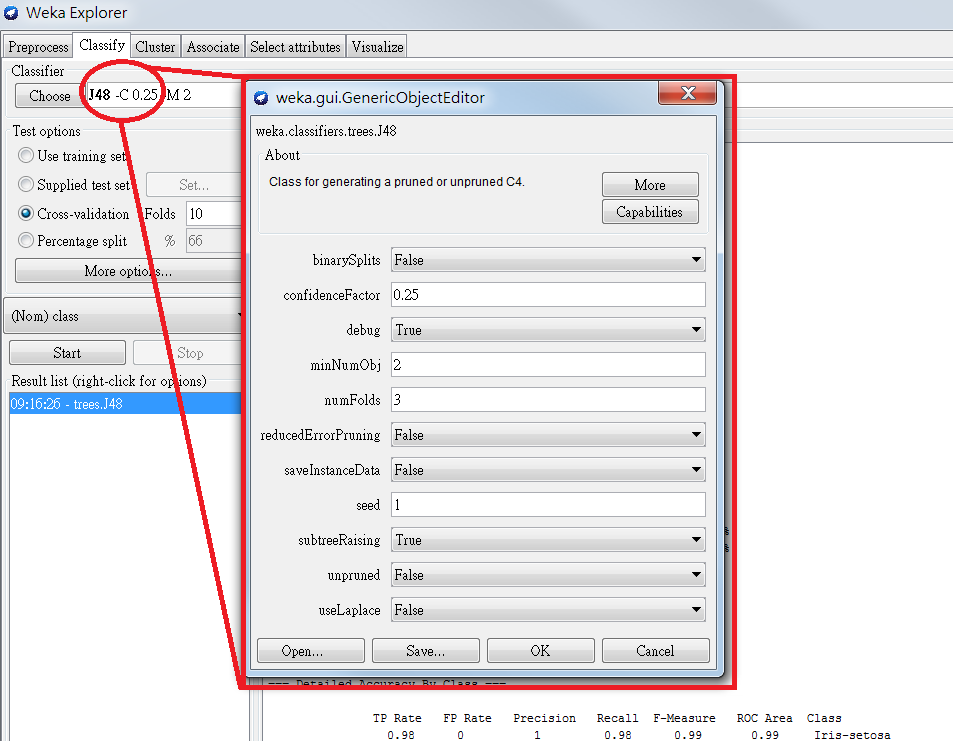 Weka Explorer
Preprocess Classify Cluster Associate Select attributes Visualize
Classifier
Choose J48 -C 0.25 -M 2
Test options
Use training set
Supplied test set Set...
Cross-validation Folds 10
Percentage split % 66
More options...
(Nom) class
Start Stop
Result list (right-click for options)
09:16:26 - trees.J48
weka.gui.GenericObjectEditor
weka.classifiers.trees.J48
About
Class for generating a pruned or unpruned C4.
More
Capabilities
binarySplits False
confidenceFactor 0.25
debug True
minNumObj 2
numFolds 3
reducedErrorPruning False
saveInstanceData False
seed 1
subtreeRaising True
unpruned False
useLaplace False
Open... Save... OK Cancel
%
%
=== Detailed Accuracy By Class ===
TP Rate FP Rate Precision Recall F-Measure ROC Area Class
0.98 0 1 0.98 0.99 0.99 Iris-setosa